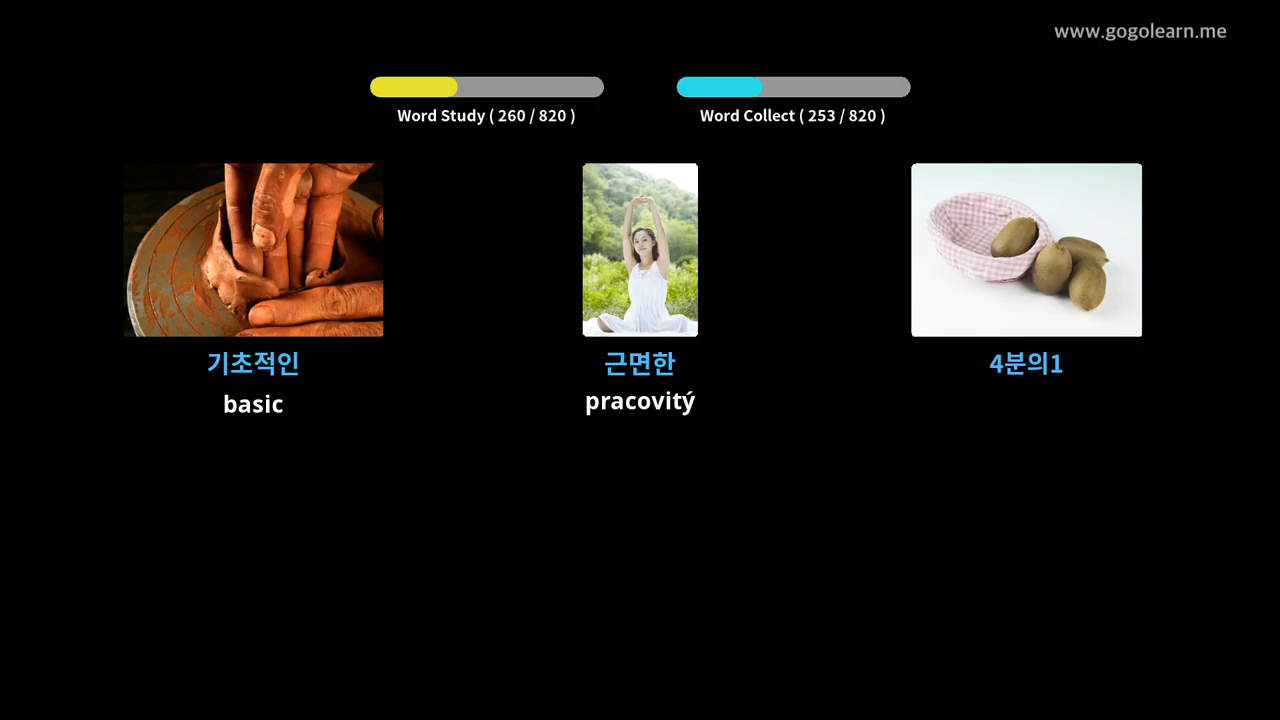 www.gogolearn.me
Word Study ( 260 / 820 )
Word Collect ( 253 / 820 )
기초적인
basic
근면한
pracovitý
4분의1